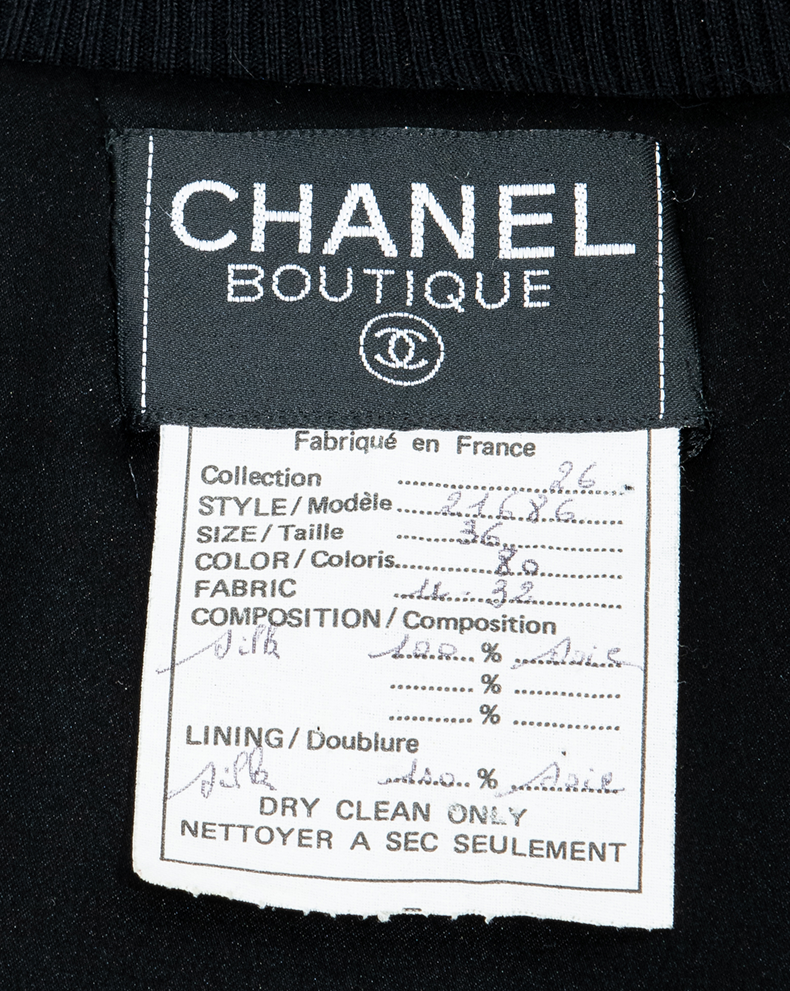 CHANEL
BOUTIQUE
Fabriqué en France
Collection 26
STYLE/Modèle 21686
SIZE/Taille 36
COLOR/Coloris 80
FABRIC 32
COMPOSITION/Composition
silk 100 % soie
%
%
LINING/Doublure
silk 100 % soie
DRY CLEAN ONLY
NETTOYER A SEC SEULEMENT